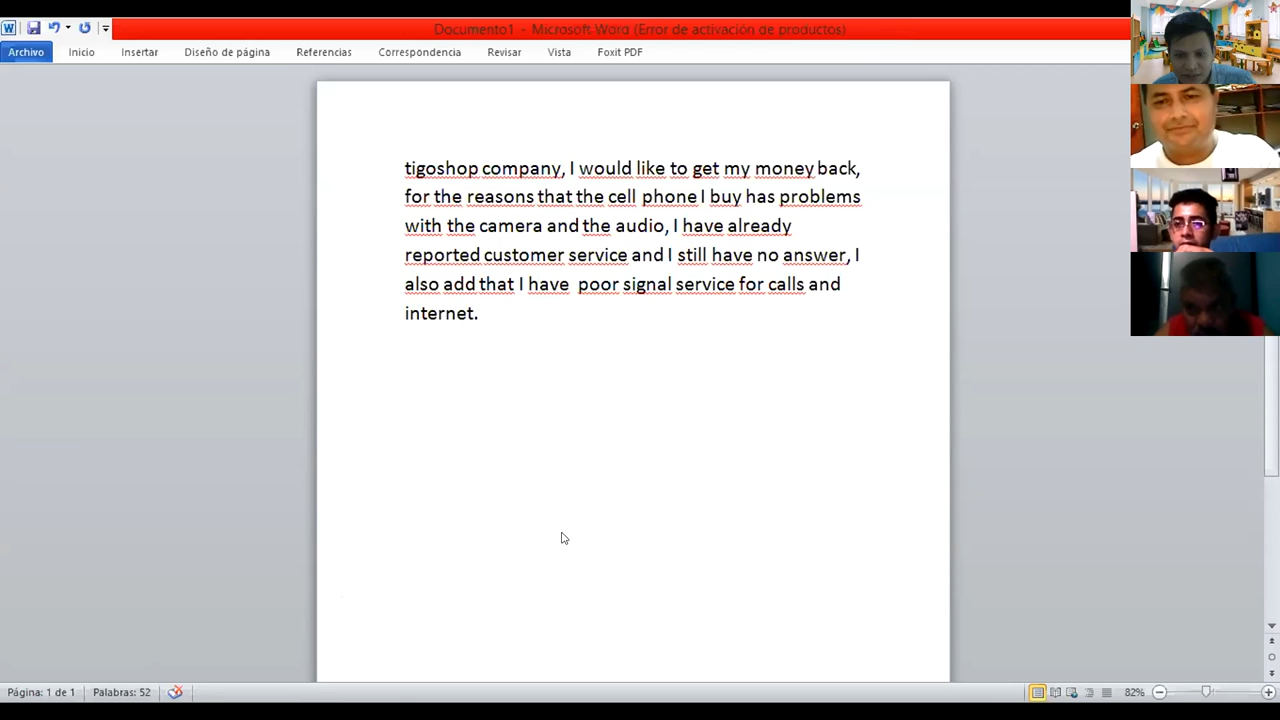 Documento1 - Microsoft Word (Error de activación de productos)
Archivo Inicio Insertar Diseño de página Referencias Correspondencia Revisar Vista Foxit PDF
tigoshop company, I would like to get my money back,
for the reasons that the cell phone I buy has problems
with the camera and the audio, I have already
reported customer service and I still have no answer, I
also add that I have poor signal service for calls and
internet.
Página: 1 de 1 Palabras: 52 82%